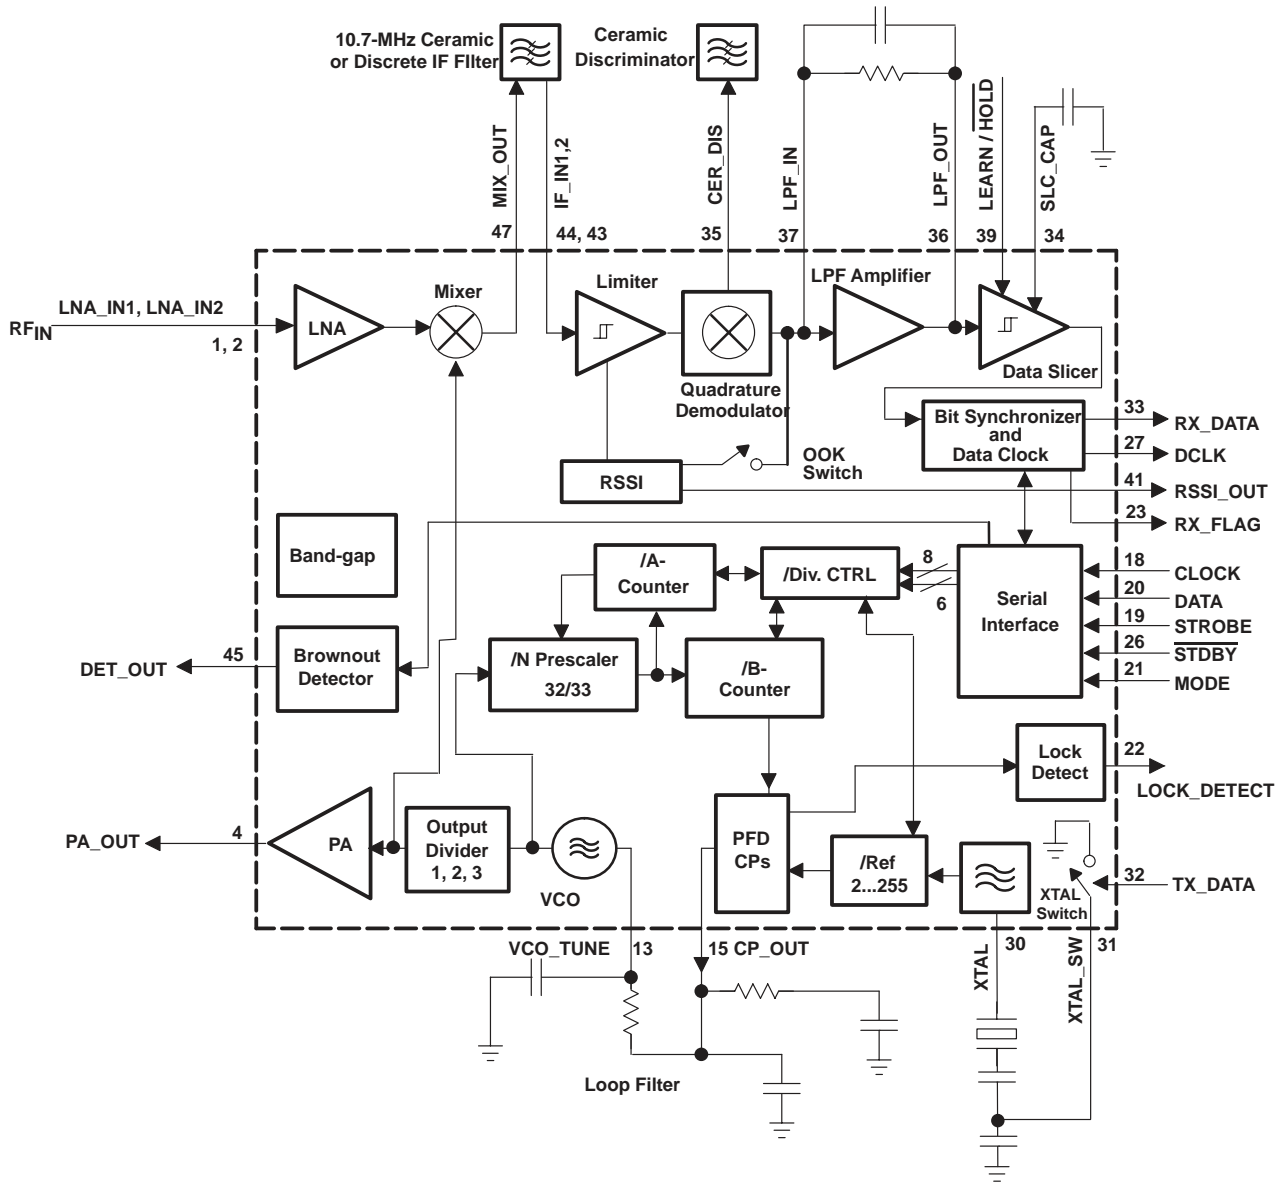 10.7-MHz Ceramic
or Discrete IF FIlter
Ceramic
Discriminator
MIX_OUT
IF_IN1,2
CER_DIS
LPF_IN
LPF_OUT
LEARN / HOLD
SLC_CAP
47
44, 43
35
37
36
39
34
LNA_IN1, LNA_IN2
RFIN
1, 2
LNA
Mixer
Limiter
LPF Amplifier
Quadrature
Demodulator
Data Slicer
Bit Synchronizer
and
Data Clock
33
RX_DATA
27
DCLK
OOK
Switch
RSSI
41
RSSI_OUT
23
RX_FLAG
Band-gap
/A-
Counter
/Div. CTRL
8
6
Serial
Interface
18
CLOCK
20
DATA
19
STROBE
26
STDBY
21
MODE
DET_OUT
45
Brownout
Detector
/N Prescaler
32/33
/B-
Counter
Lock
Detect
22
LOCK_DETECT
PA_OUT
4
PA
Output
Divider
1, 2, 3
VCO
PFD
CPs
/Ref
2...255
XTAL
Switch
32
TX_DATA
VCO_TUNE
13
15 CP_OUT
30
31
XTAL
XTAL_SW
Loop Filter